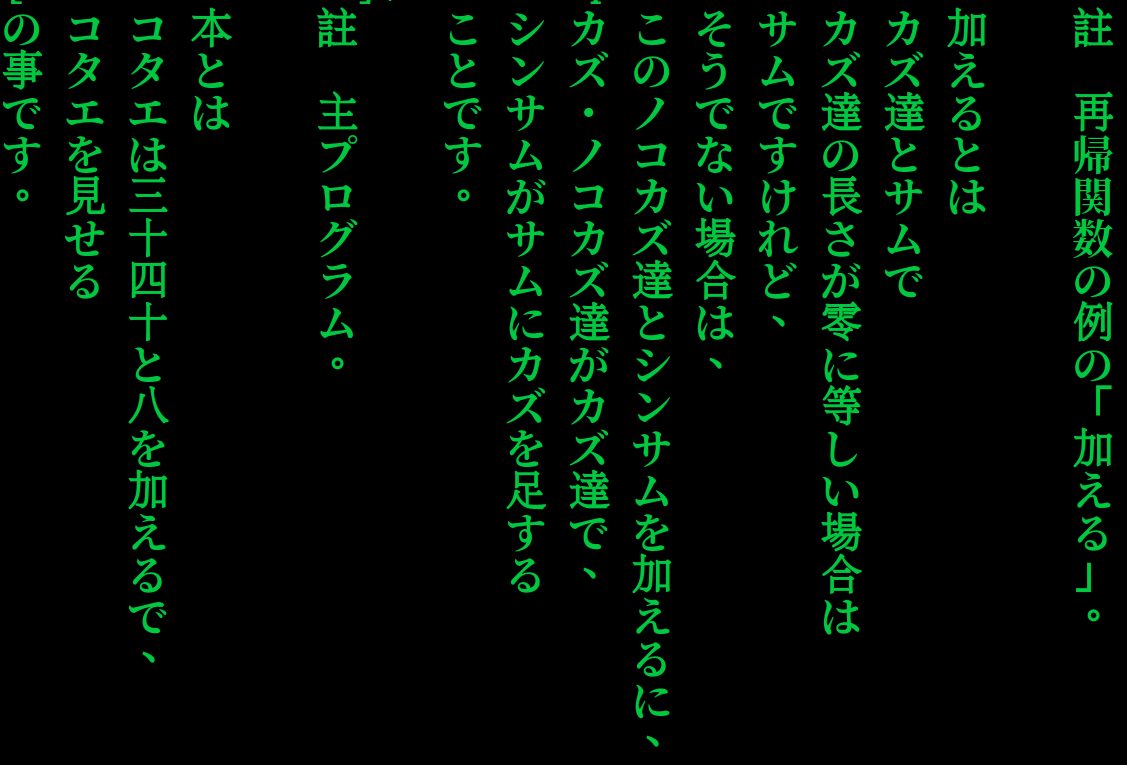 註　再帰関数の例の「加える」。
加えるとは
カズ達とサムで
カズ達の長さが零に等しい場合は
サムですけれど、
そうでない場合は、
このノコカズ達とシンサムを加えるに、
カズ・ノコカズ達がカズ達で、
シンサムがサムにカズを足する
ことです。
註　主プログラム。
本とは
コタエは三十四十と八を加えるで、
コタエを見せる
の事です。